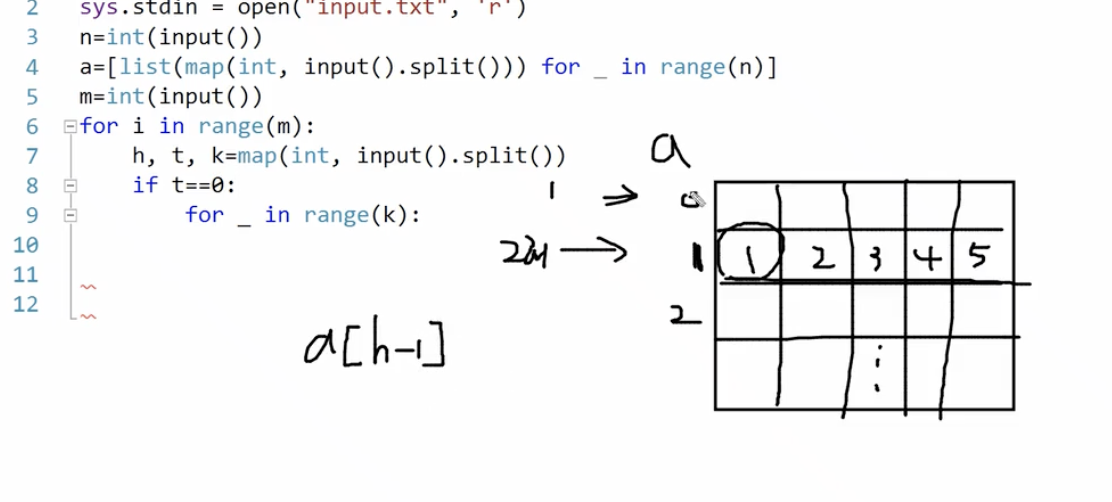 2 sys.stdin = open("input.txt", 'r')
3 n=int(input())
4 a=[list(map(int, input().split())) for _ in range(n)]
5 m=int(input())
6 for i in range(m):
7 h, t, k=map(int, input().split())
8 if t==0:
9 for _ in range(k):
10
11
12
a
1 ⇒ 0
→ 1 1 2 3 4 5
2
a[h-1]